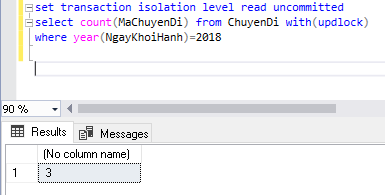 set transaction isolation level read uncommitted
select count(MaChuyenDi) from ChuyenDi with(updlock)
where year(NgayKhoiHanh)=2018
90 %
Results Messages
(No column name)
1 3